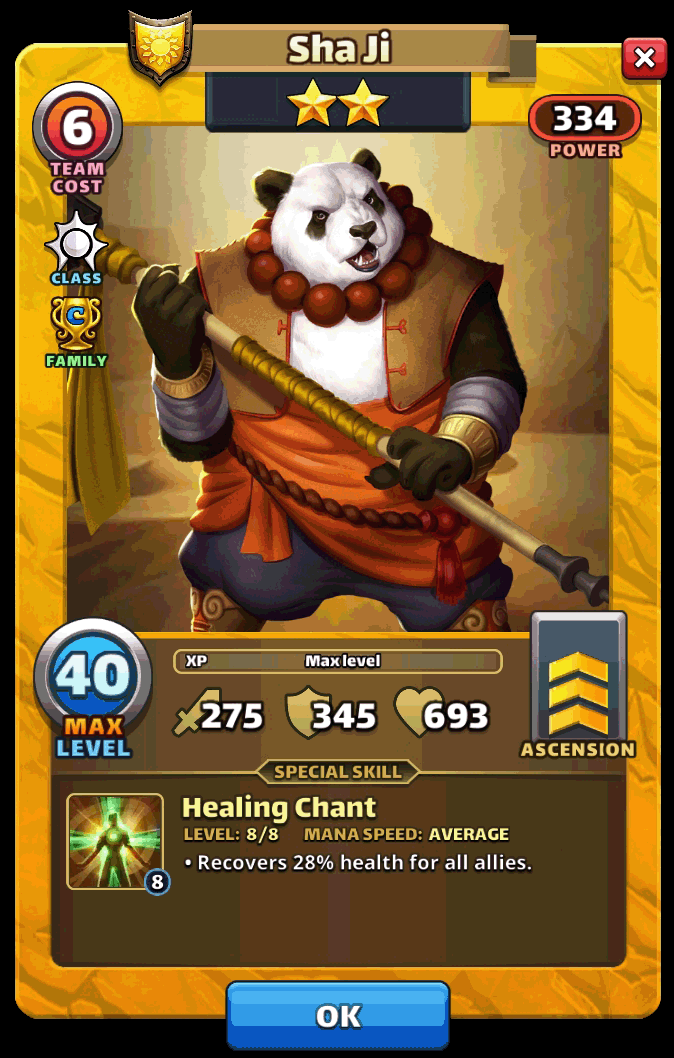 Sha Ji
6
TEAM
COST
334
POWER
CLASS
C
FAMILY
40
MAX
LEVEL
XP Max level
275 345 693
ASCENSION
SPECIAL SKILL
Healing Chant
LEVEL: 8/8 MANA SPEED: AVERAGE
• Recovers 28% health for all allies.
8
OK